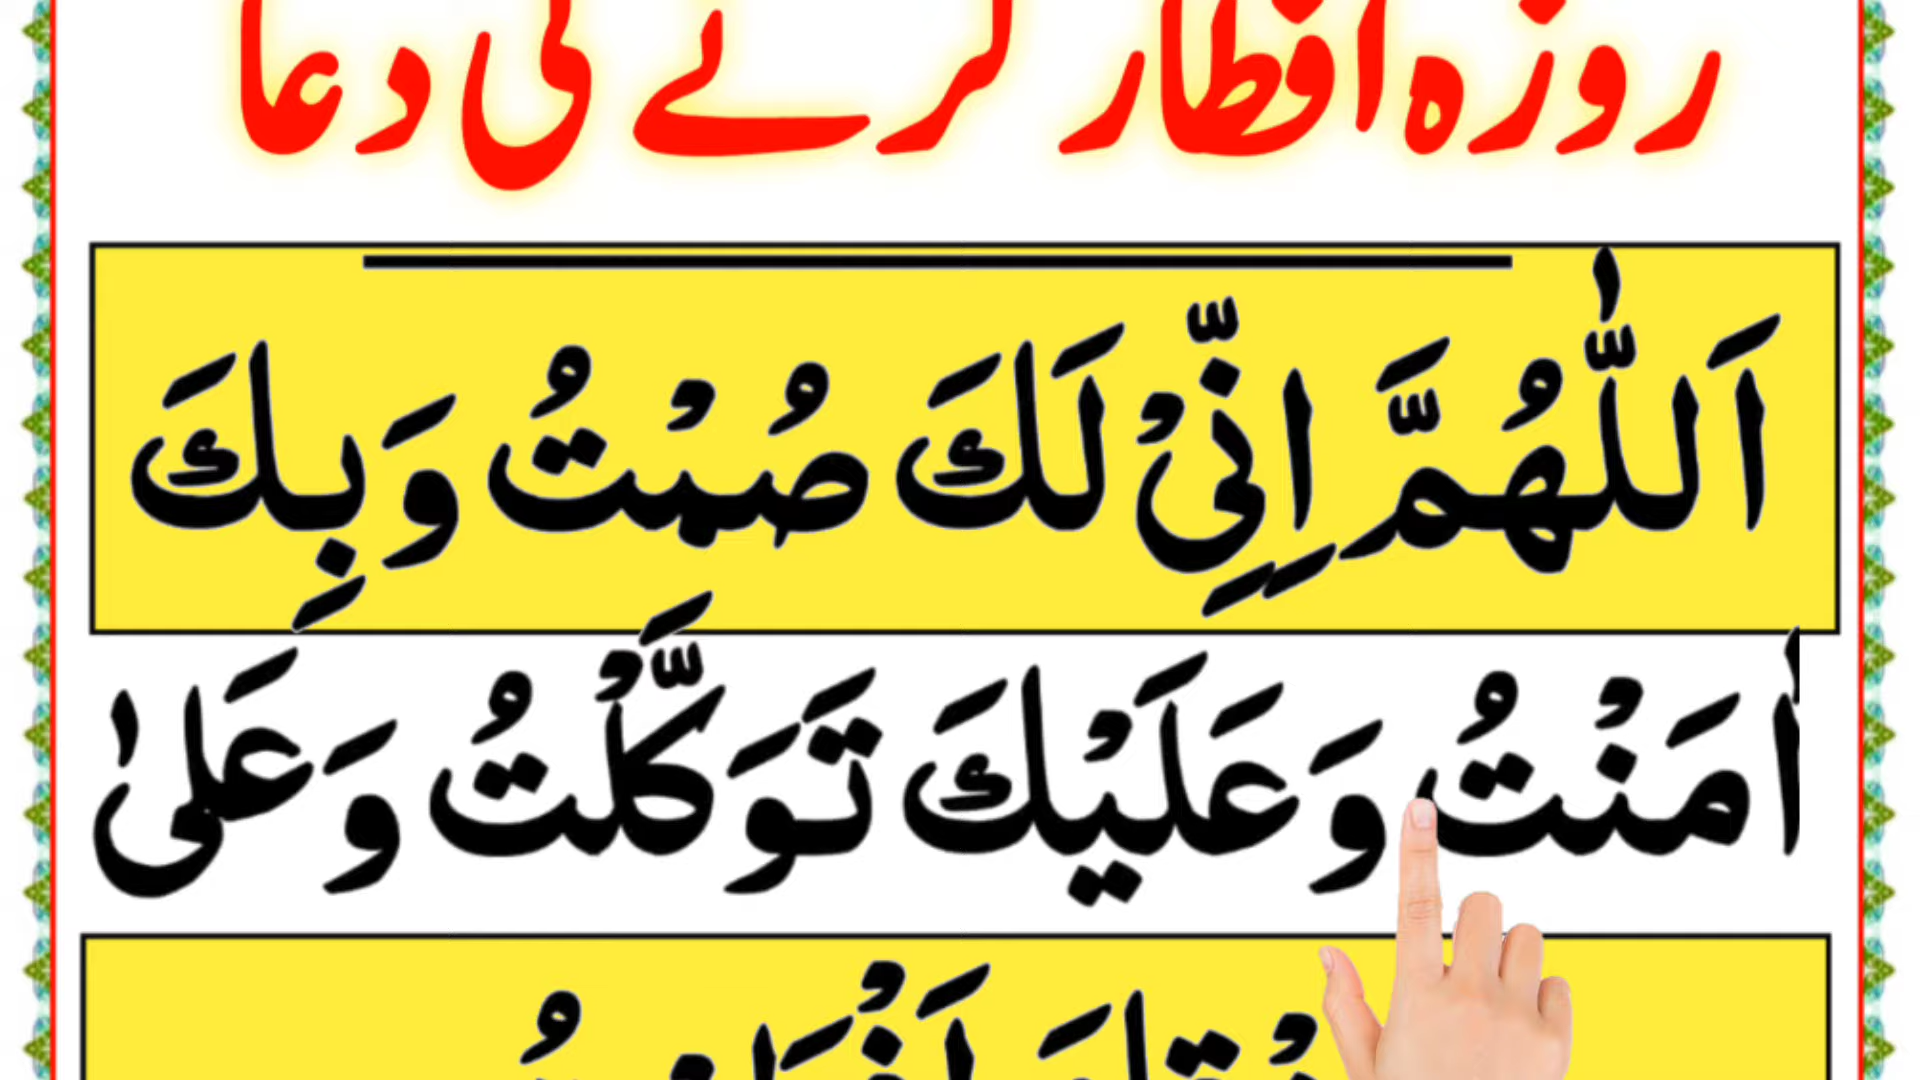 روزہ افطار کرنے کی دعا
اَللّٰهُمَّ اِنِّیْ لَكَ صُمْتُ وَبِكَ
اٰمَنْتُ وَعَلَيْكَ تَوَكَّلْتُ وَعَلٰی